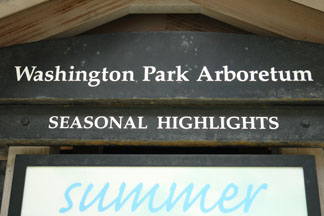 Washington Park Arboretum
SEASONAL HIGHLIGHTS
summer